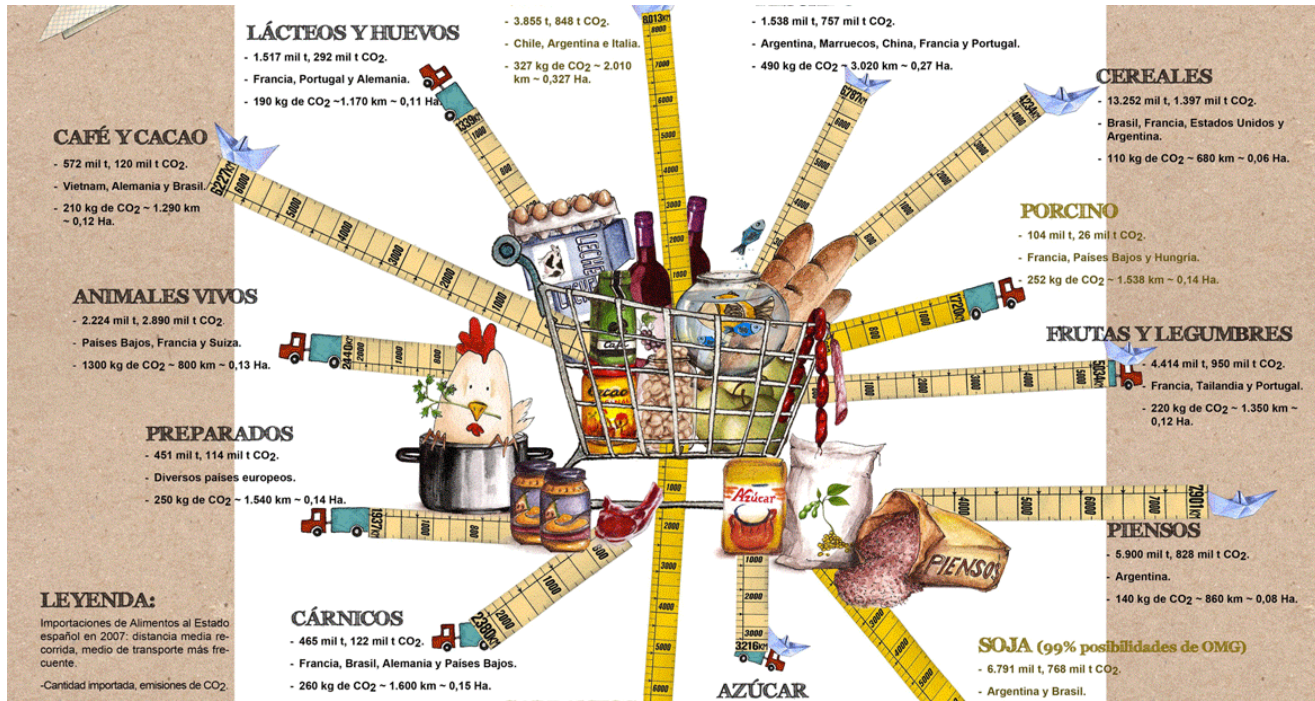 LÁCTEOS Y HUEVOS
- 1.517 mil t, 292 mil t CO2.
- Francia, Portugal y Alemania.
- 190 kg de CO2 ~1.170 km ~ 0,11 Ha.
1339KM
- 3.855 t, 848 t CO2.
- Chile, Argentina e Italia.
- 327 kg de CO2 ~ 2.010
km ~ 0,327 Ha.
6013KM
- 1.538 mil t, 757 mil t CO2.
- Argentina, Marruecos, China, Francia y Portugal.
- 490 kg de CO2 ~ 3.020 km ~ 0,27 Ha.
6787KM
CEREALES
- 13.252 mil t, 1.397 mil t CO2.
- Brasil, Francia, Estados Unidos y
Argentina.
- 110 kg de CO2 ~ 680 km ~ 0,06 Ha.
4234KM
CAFÉ Y CACAO
- 572 mil t, 120 mil t CO2.
- Vietnam, Alemania y Brasil.
- 210 kg de CO2 ~ 1.290 km
~ 0,12 Ha.
6227KM
PORCINO
- 104 mil t, 26 mil t CO2.
- Francia, Países Bajos y Hungria.
- 252 kg de CO2 ~ 1.538 km ~ 0,14 Ha.
1720KM
ANIMALES VIVOS
- 2.224 mil t, 2.890 mil t CO2.
- Países Bajos, Francia y Suiza.
- 1300 kg de CO2 ~ 800 km ~ 0,13 Ha.
2440KM
FRUTAS Y LEGUMBRES
- 4.414 mil t, 950 mil t CO2.
- Francia, Tailandia y Portugal.
- 220 kg de CO2 ~ 1.350 km ~
0,12 Ha.
5034KM
LECHE
Cacao
PREPARADOS
- 451 mil t, 114 mil t CO2.
- Diversos países europeos.
- 250 kg de CO2 ~ 1.540 km ~ 0,14 Ha.
1937KM
Azúcar
PIENSOS
PIENSOS
- 5.900 mil t, 828 mil t CO2.
- Argentina.
- 140 kg de CO2 ~ 860 km ~ 0,08 Ha.
LEYENDA:
Importaciones de Alimentos al Estado
español en 2007: distancia media re-
corrida, medio de transporte más fre-
cuente.
-Cantidad importada, emisiones de CO2.
CÁRNICOS
- 465 mil t, 122 mil t CO2.
- Francia, Brasil, Alemania y Países Bajos.
- 260 kg de CO2 ~ 1.600 km ~ 0,15 Ha.
2380KM
3216KM
AZÚCAR
SOJA (99% posibilidades de OMG)
- 6.791 mil t, 768 mil t CO2.
- Argentina y Brasil.